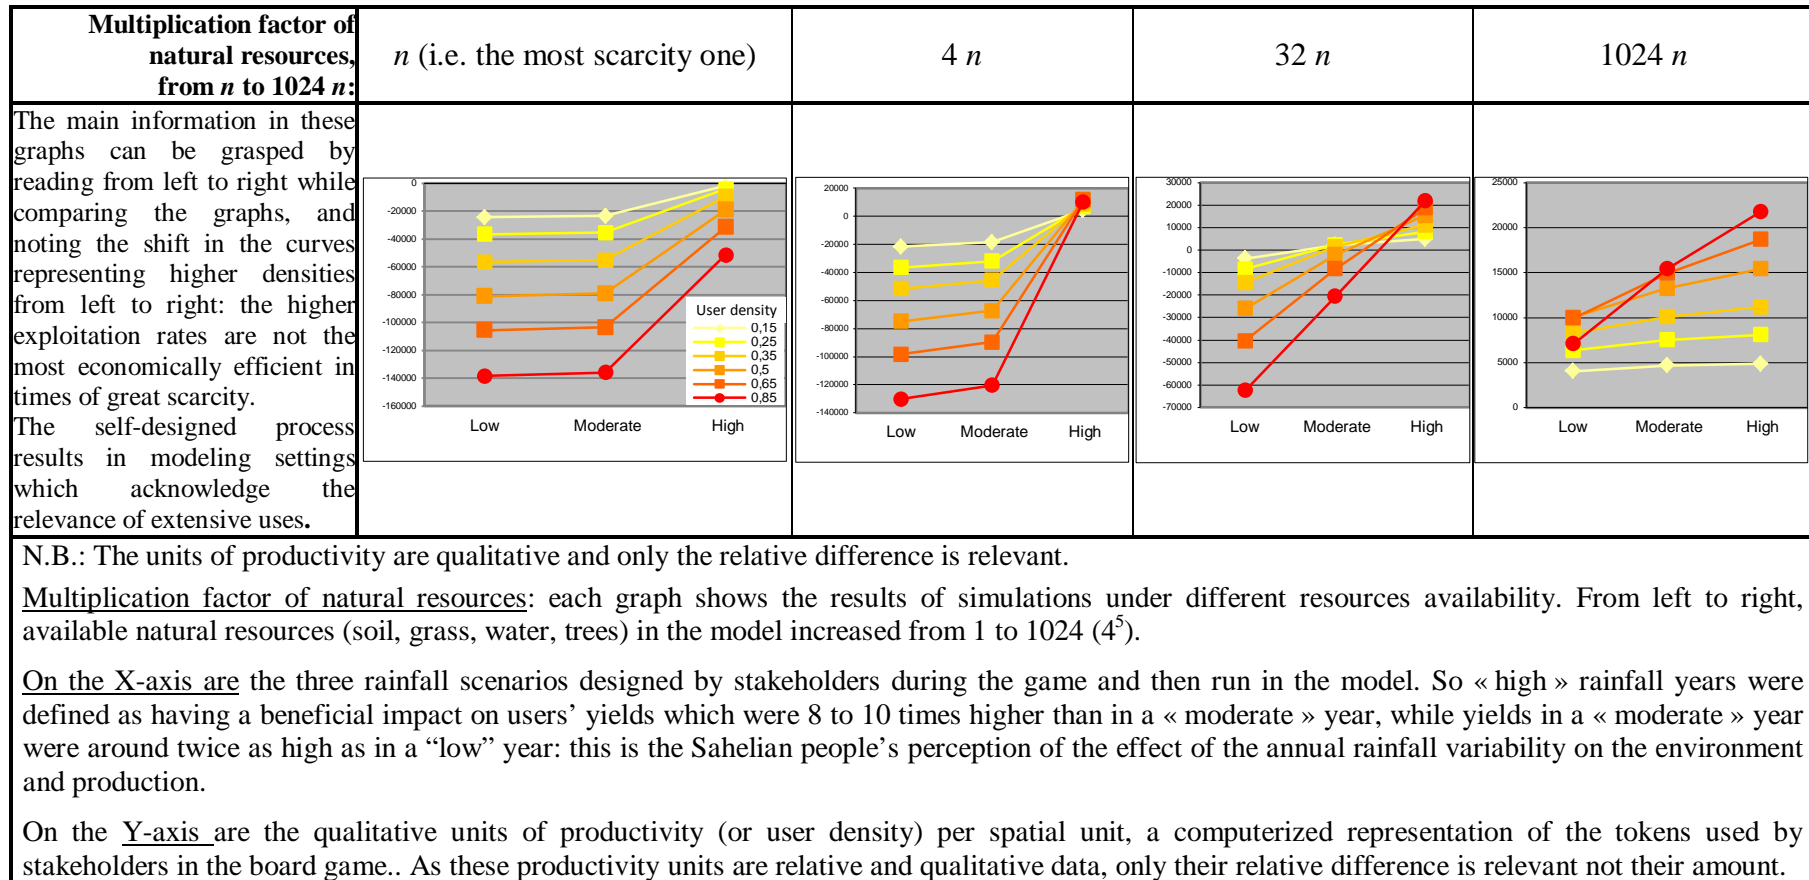 Multiplication factor of
natural resources,
from n to 1024 n:
n (i.e. the most scarcity one)
4 n
32 n
1024 n
The main information in these
graphs can be grasped by
reading from left to right while
comparing the graphs, and
noting the shift in the curves
representing higher densities
from left to right: the higher
exploitation rates are not the
most economically efficient in
times of great scarcity.
The self-designed process
results in modeling settings
which acknowledge the
relevance of extensive uses.
0
-20000
-40000
-60000
-80000
-100000
-120000
-140000
-160000
Low Moderate High
User density
0,15
0,25
0,35
0,5
0,65
0,85
20000
0
-20000
-40000
-60000
-80000
-100000
-120000
-140000
Low Moderate High
30000
20000
10000
0
-10000
-20000
-30000
-40000
-50000
-60000
-70000
Low Moderate High
25000
20000
15000
10000
5000
0
Low Moderate High
N.B.: The units of productivity are qualitative and only the relative difference is relevant.
Multiplication factor of natural resources: each graph shows the results of simulations under different resources availability. From left to right,
available natural resources (soil, grass, water, trees) in the model increased from 1 to 1024 (4⁵).
On the X-axis are the three rainfall scenarios designed by stakeholders during the game and then run in the model. So « high » rainfall years were
defined as having a beneficial impact on users’ yields which were 8 to 10 times higher than in a « moderate » year, while yields in a « moderate » year
were around twice as high as in a “low” year: this is the Sahelian people’s perception of the effect of the annual rainfall variability on the environment
and production.
On the Y-axis are the qualitative units of productivity (or user density) per spatial unit, a computerized representation of the tokens used by
stakeholders in the board game.. As these productivity units are relative and qualitative data, only their relative difference is relevant not their amount.